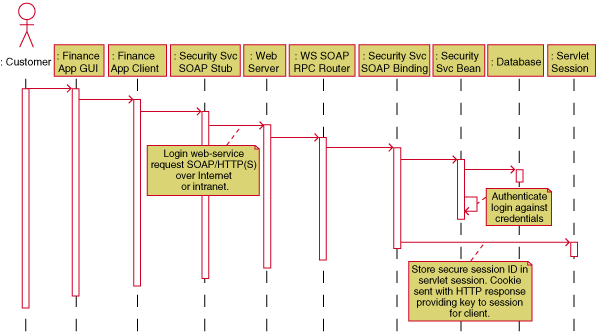 : Customer
: Finance
App GUI
: Finance
App Client
: Security Svc
SOAP Stub
: Web
Server
: WS SOAP
RPC Router
: Security Svc
SOAP Binding
: Security
Svc Bean
: Database
: Servlet
Session
Login web-service
request SOAP/HTTP(S)
over Internet
or intranet.
Authenticate
login against
credentials
Store secure session ID in
servlet session. Cookie
sent with HTTP response
providing key to session
for client.